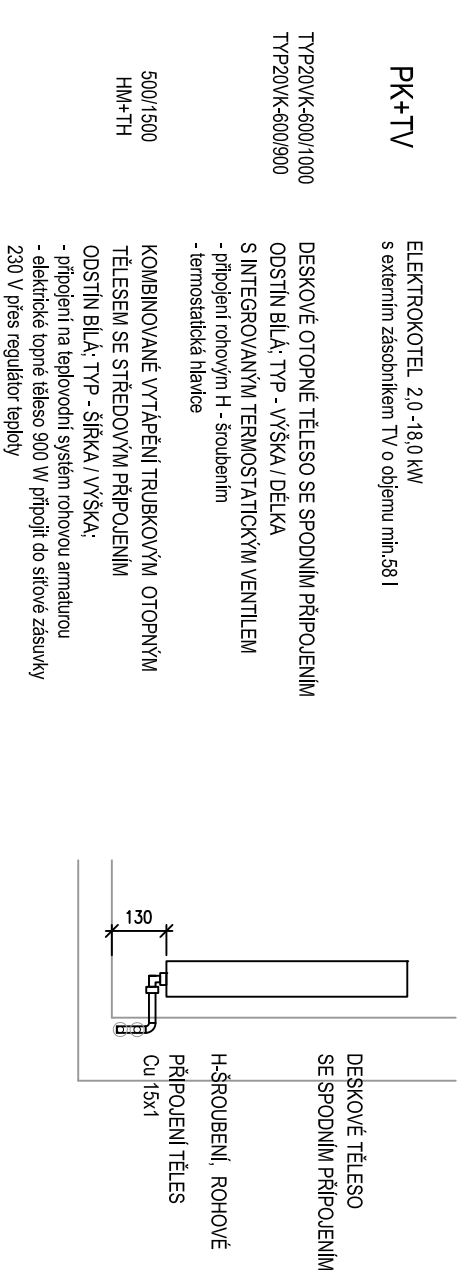 PK+TV
ELEKTROKOTEL 2,0 -18,0 kW
s externím zásobníkem TV o objemu min.58 l
TYP20VK-600/1000
TYP20VK-600/900
DESKOVÉ OTOPNÉ TĚLESO SE SPODNÍM PŘIPOJENÍM
ODSTÍN BÍLÁ; TYP - VÝŠKA / DÉLKA
S INTEGROVANÝM TERMOSTATICKÝM VENTILEM
- připojení rohovým H - šroubením
- termostatická hlavice
500/1500
HM+TH
KOMBINOVANÉ VYTÁPĚNÍ TRUBKOVÝM OTOPNÝM
TĚLESEM SE STŘEDOVÝM PŘIPOJENÍM
ODSTÍN BÍLÁ; TYP - ŠÍŘKA / VÝŠKA;
- připojení na teplovodní systém rohovou armaturou
- elektrické topné těleso 900 W připojit do síťové zásuvky
230 V přes regulátor teploty
130
DESKOVÉ TĚLESO
SE SPODNÍM PŘÍPOJENÍM
H-ŠROUBENÍ, ROHOVÉ
PŘIPOJENÍ TĚLES
Cu 15x1